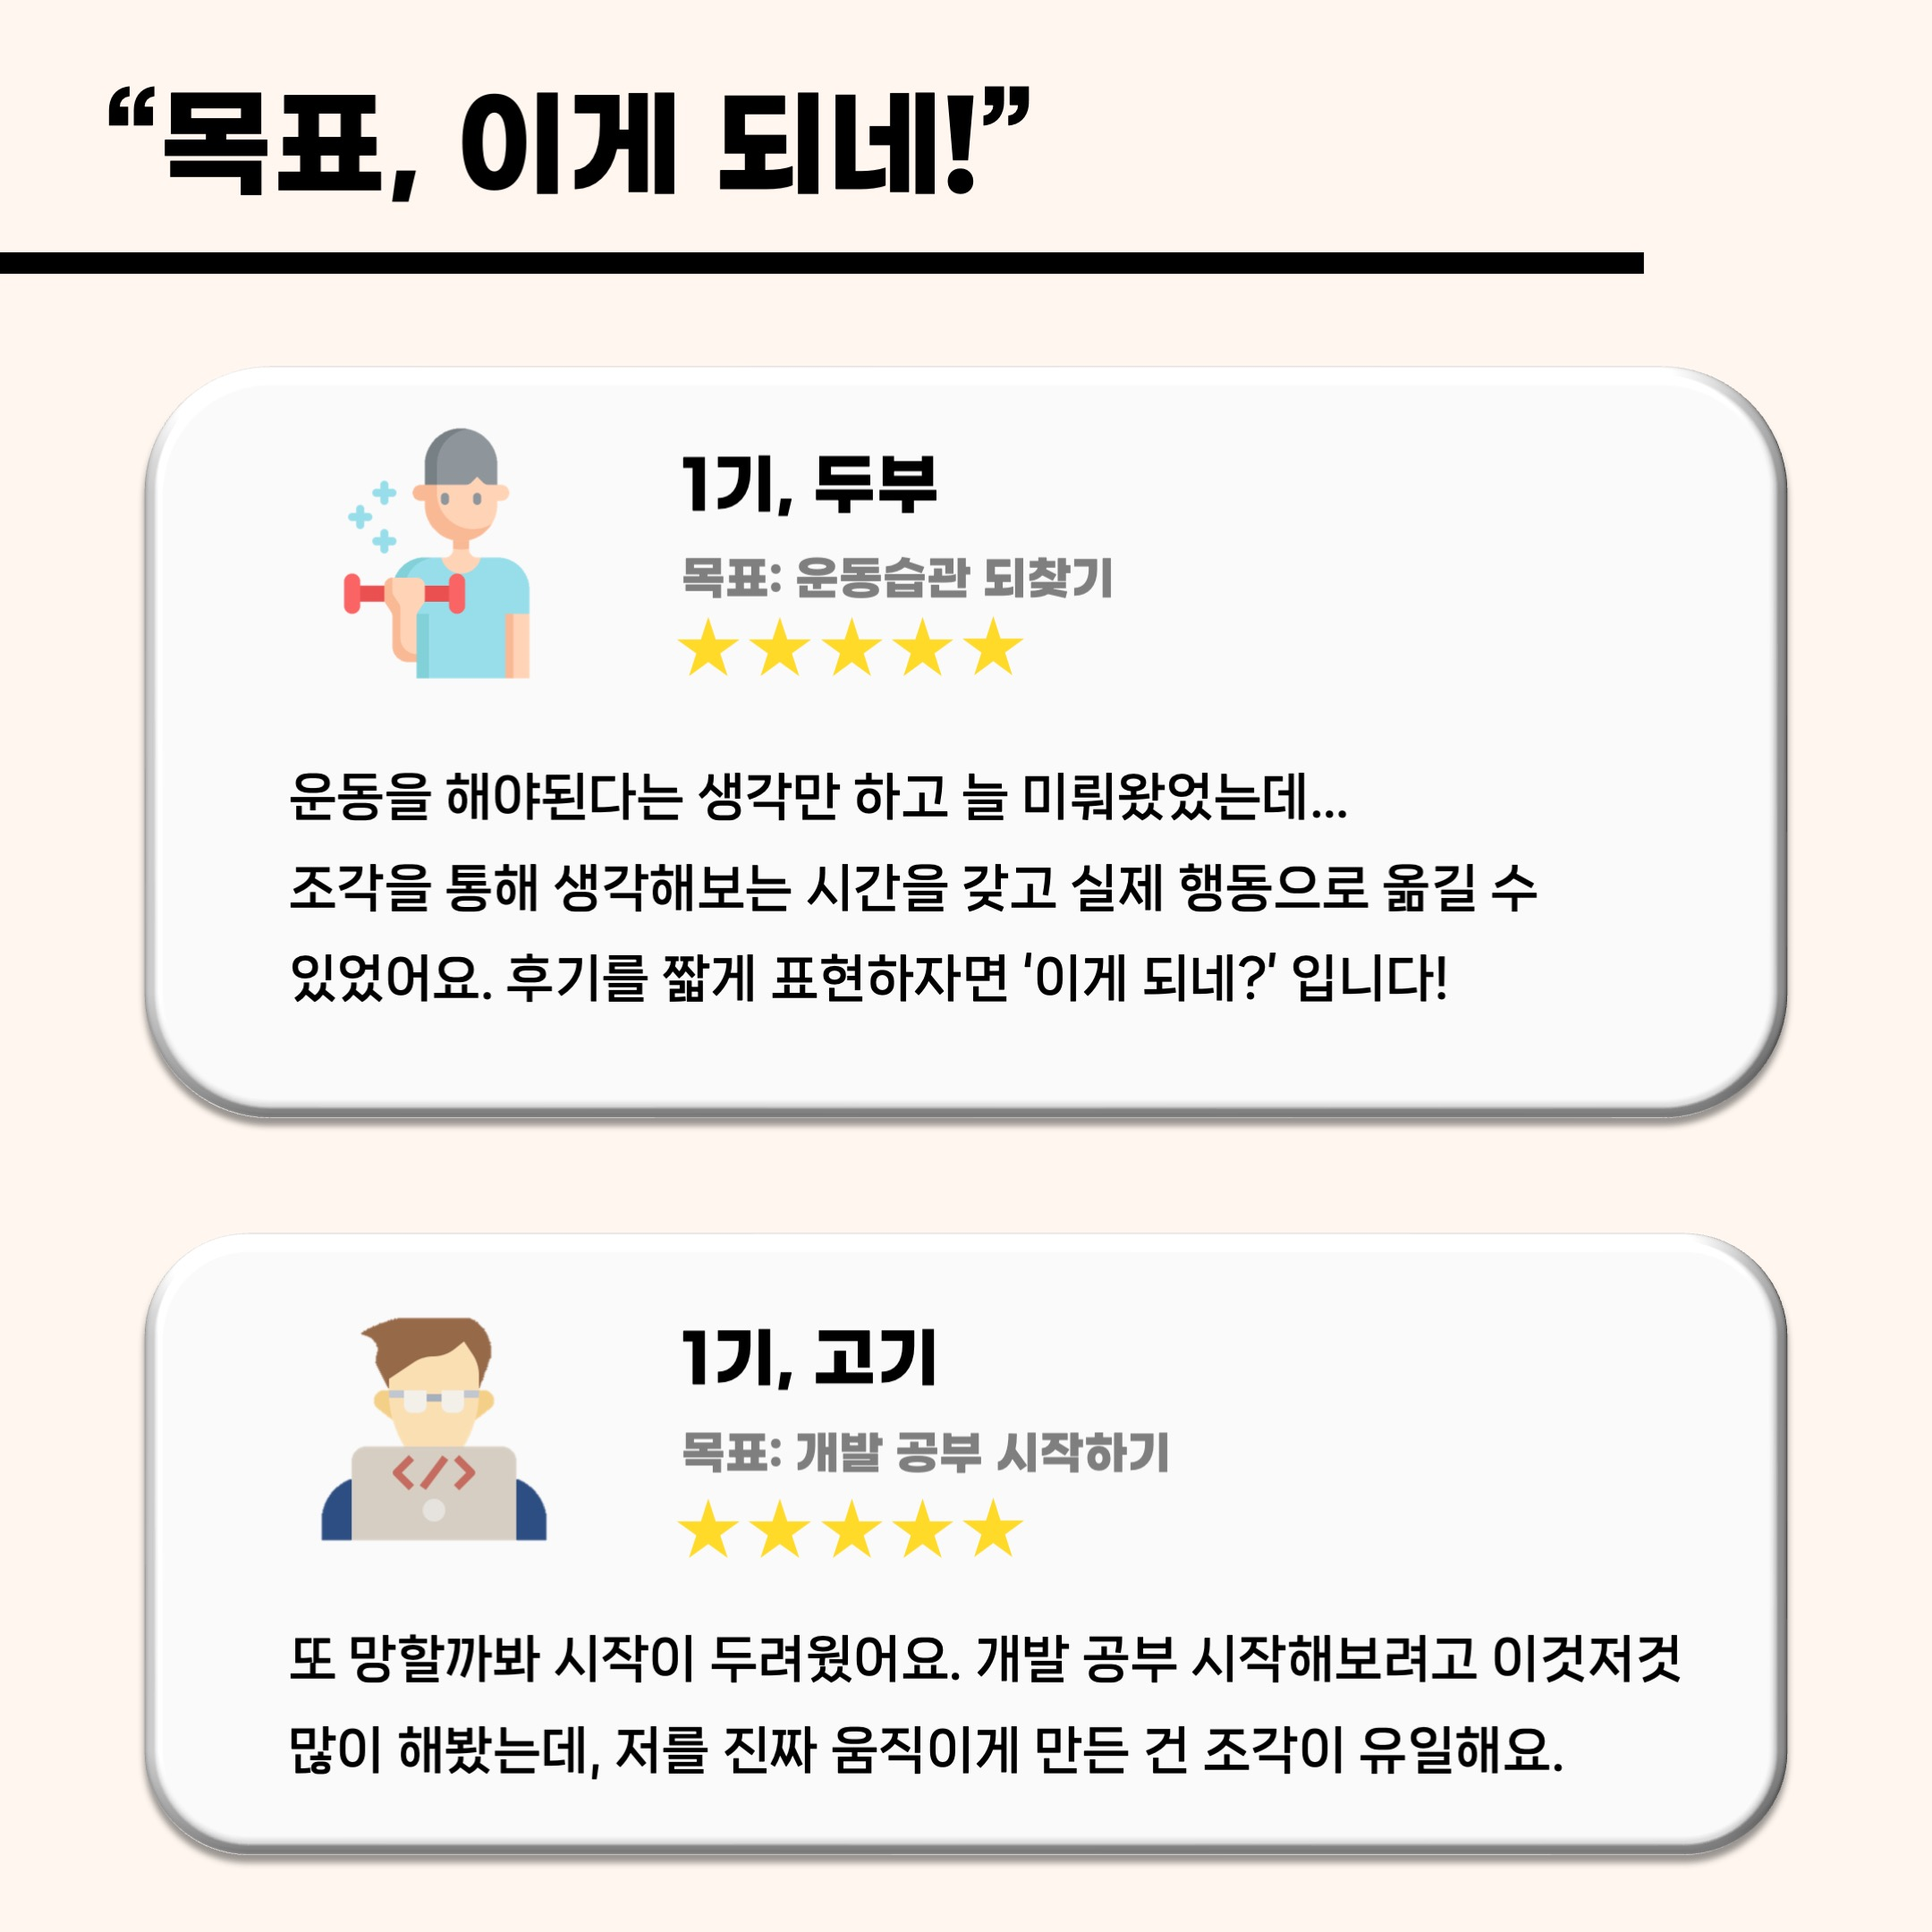 “목표, 이게 되네!”
1기, 두부
목표: 운동습관 되찾기
운동을 해야된다는 생각만 하고 늘 미뤄왔었는데...
조각을 통해 생각해보는 시간을 갖고 실제 행동으로 옮길 수
있었어요. 후기를 짧게 표현하자면 ‘이게 되네?’ 입니다!
1기, 고기
목표: 개발 공부 시작하기
</>
또 망할까봐 시작이 두려웠어요. 개발 공부 시작해보려고 이것저것
많이 해봤는데, 저를 진짜 움직이게 만든 건 조각이 유일해요.